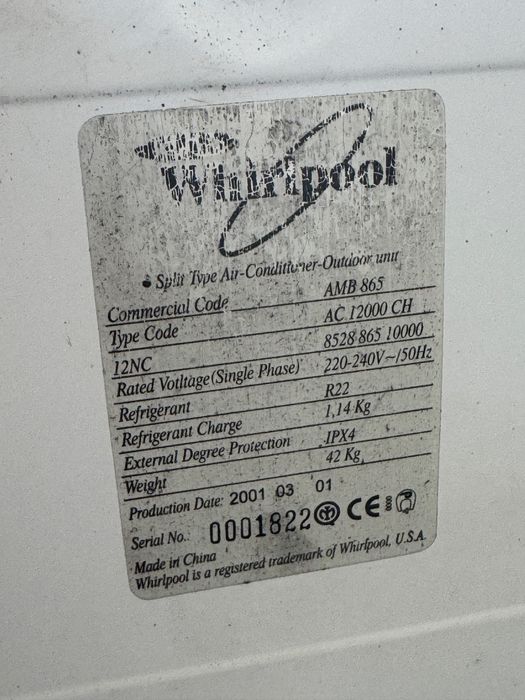 Whirlpool
Split Type Air-Conditioner-Outdoor unit
Commercial Code AMB 865
Type Code AC 12000 CH
12NC 8528 865 10000
Rated Voltage(Single Phase) 220-240V~/50Hz
Refrigerant R22
Refrigerant Charge 1,14 Kg
External Degree Protection IPX4
Weight 42 Kg
Production Date: 2001 03 01
Serial No.: 0001822 CE
Made in China
Whirlpool is a registered trademark of Whirlpool, U.S.A